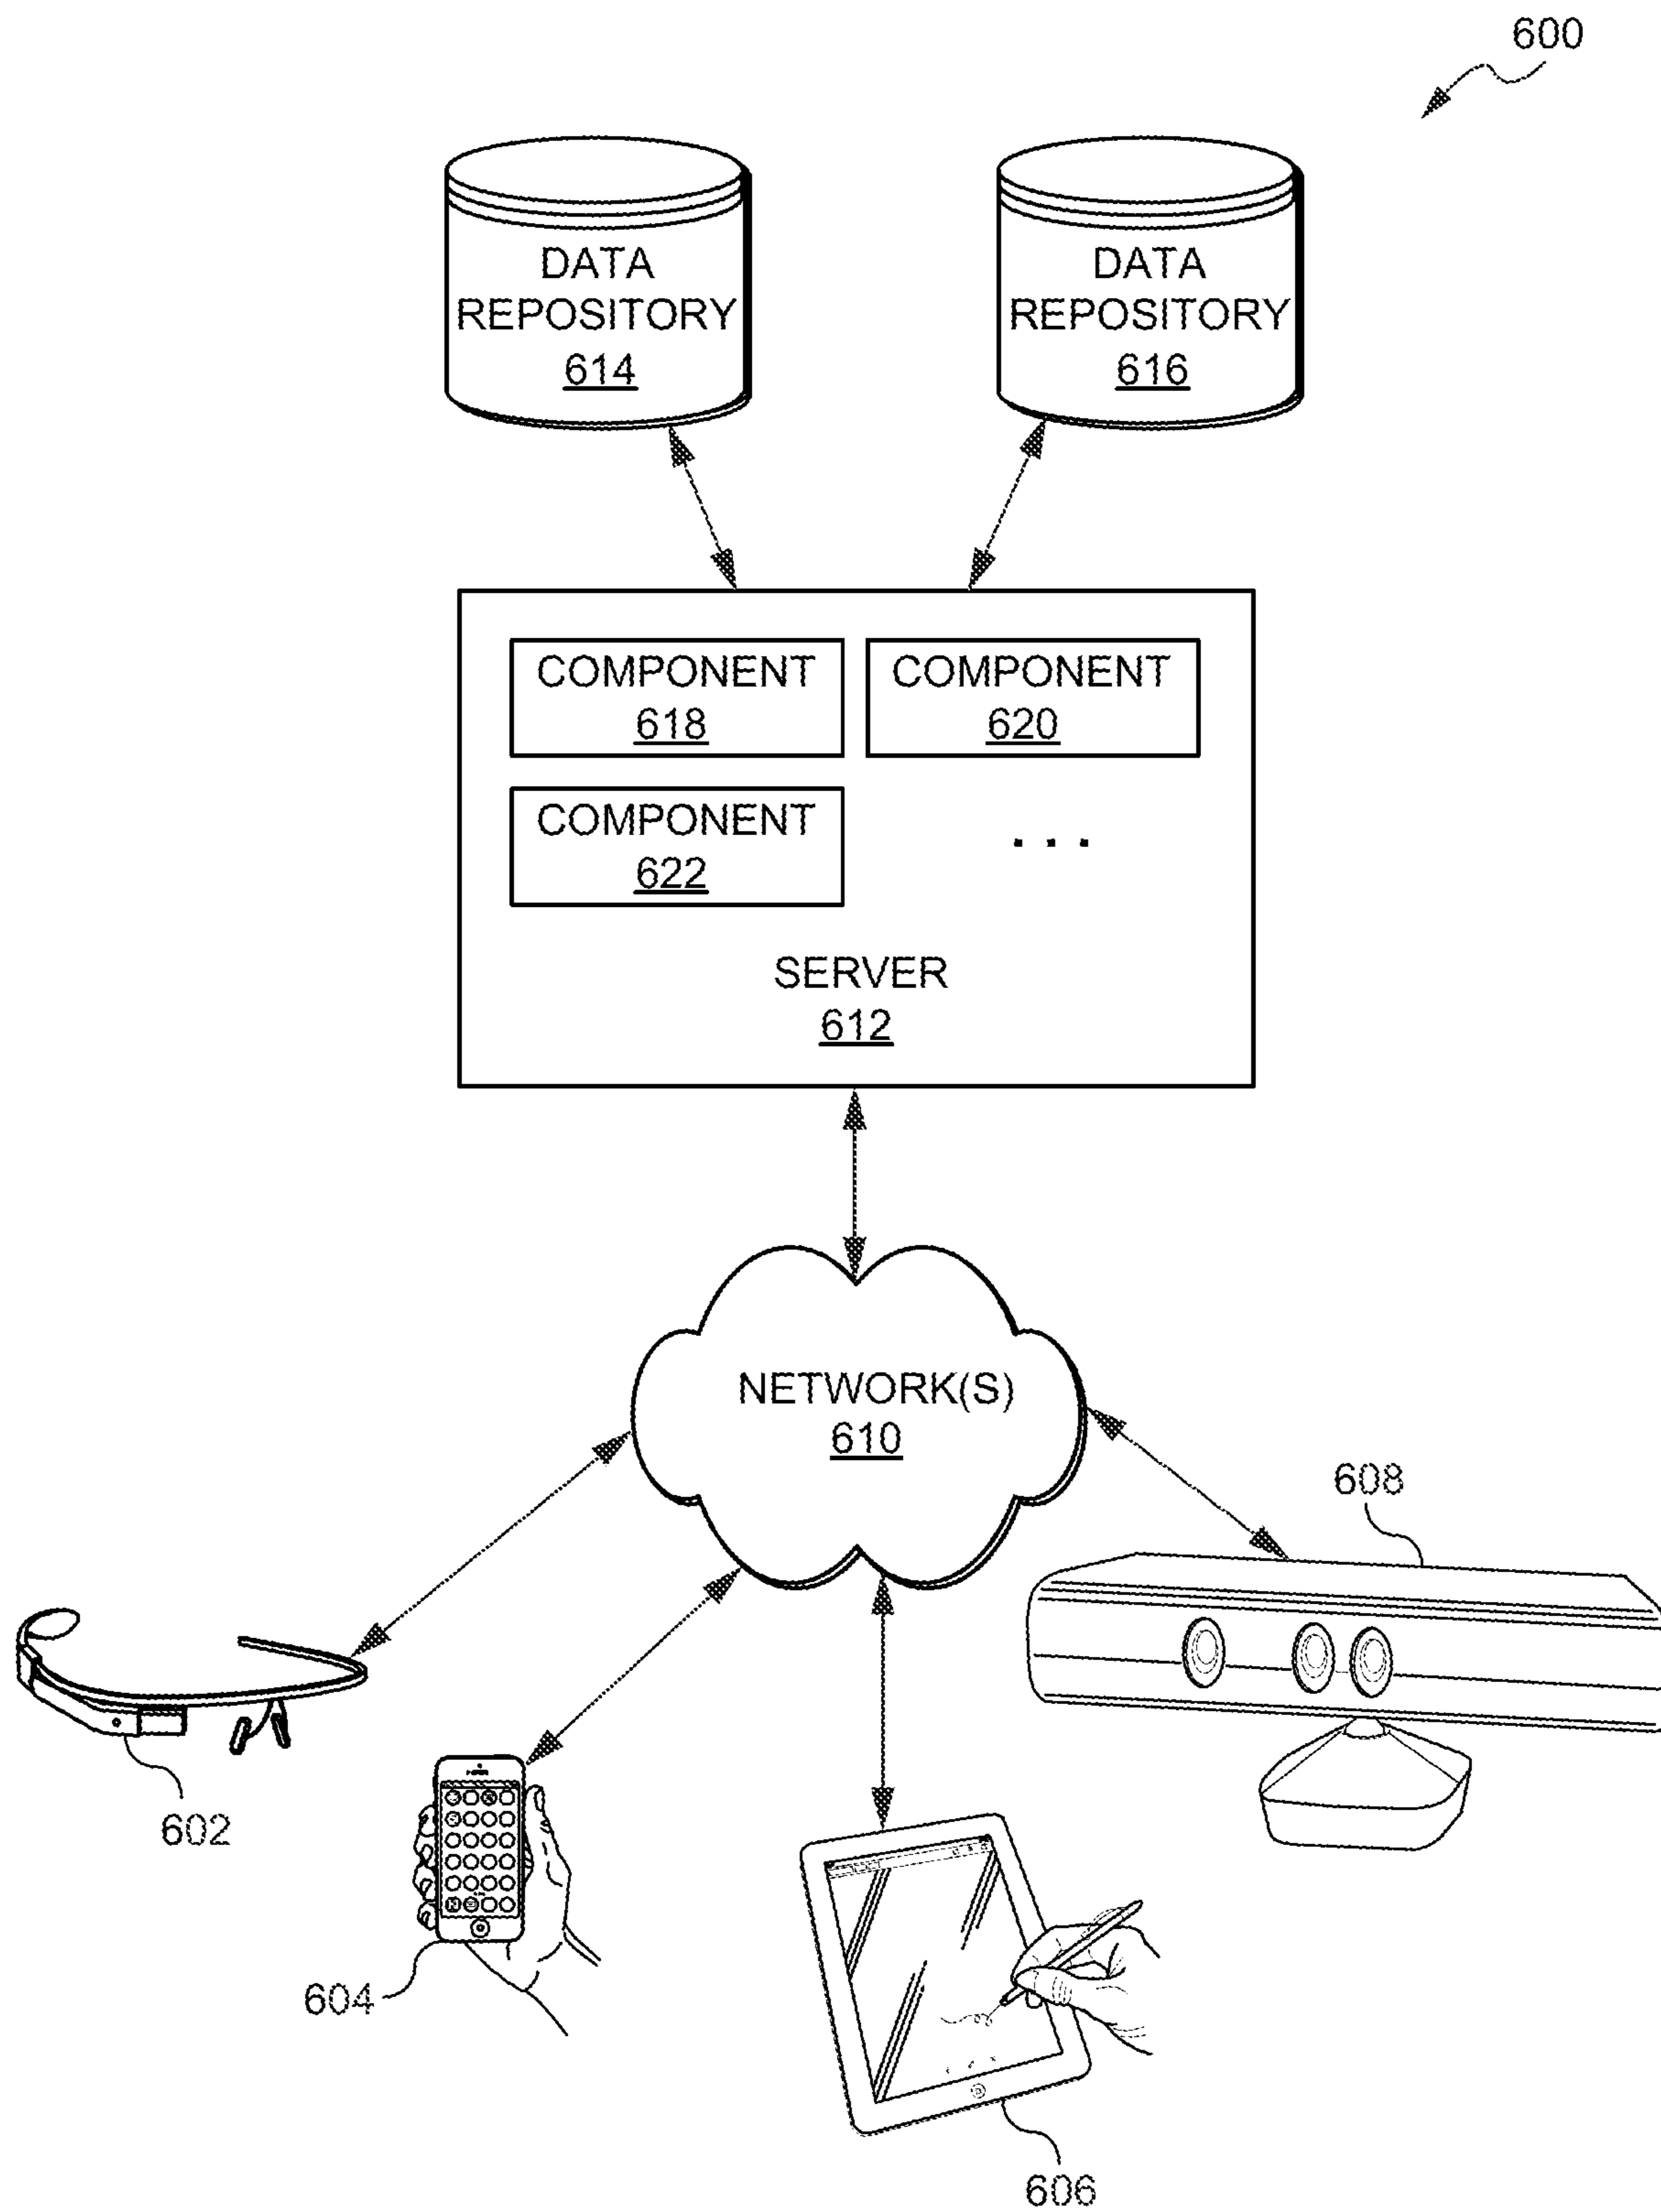 600
DATA
REPOSITORY
614
DATA
REPOSITORY
616
COMPONENT
618
COMPONENT
620
COMPONENT
622
. . .
SERVER
612
NETWORK(S)
610
608
602
604
606